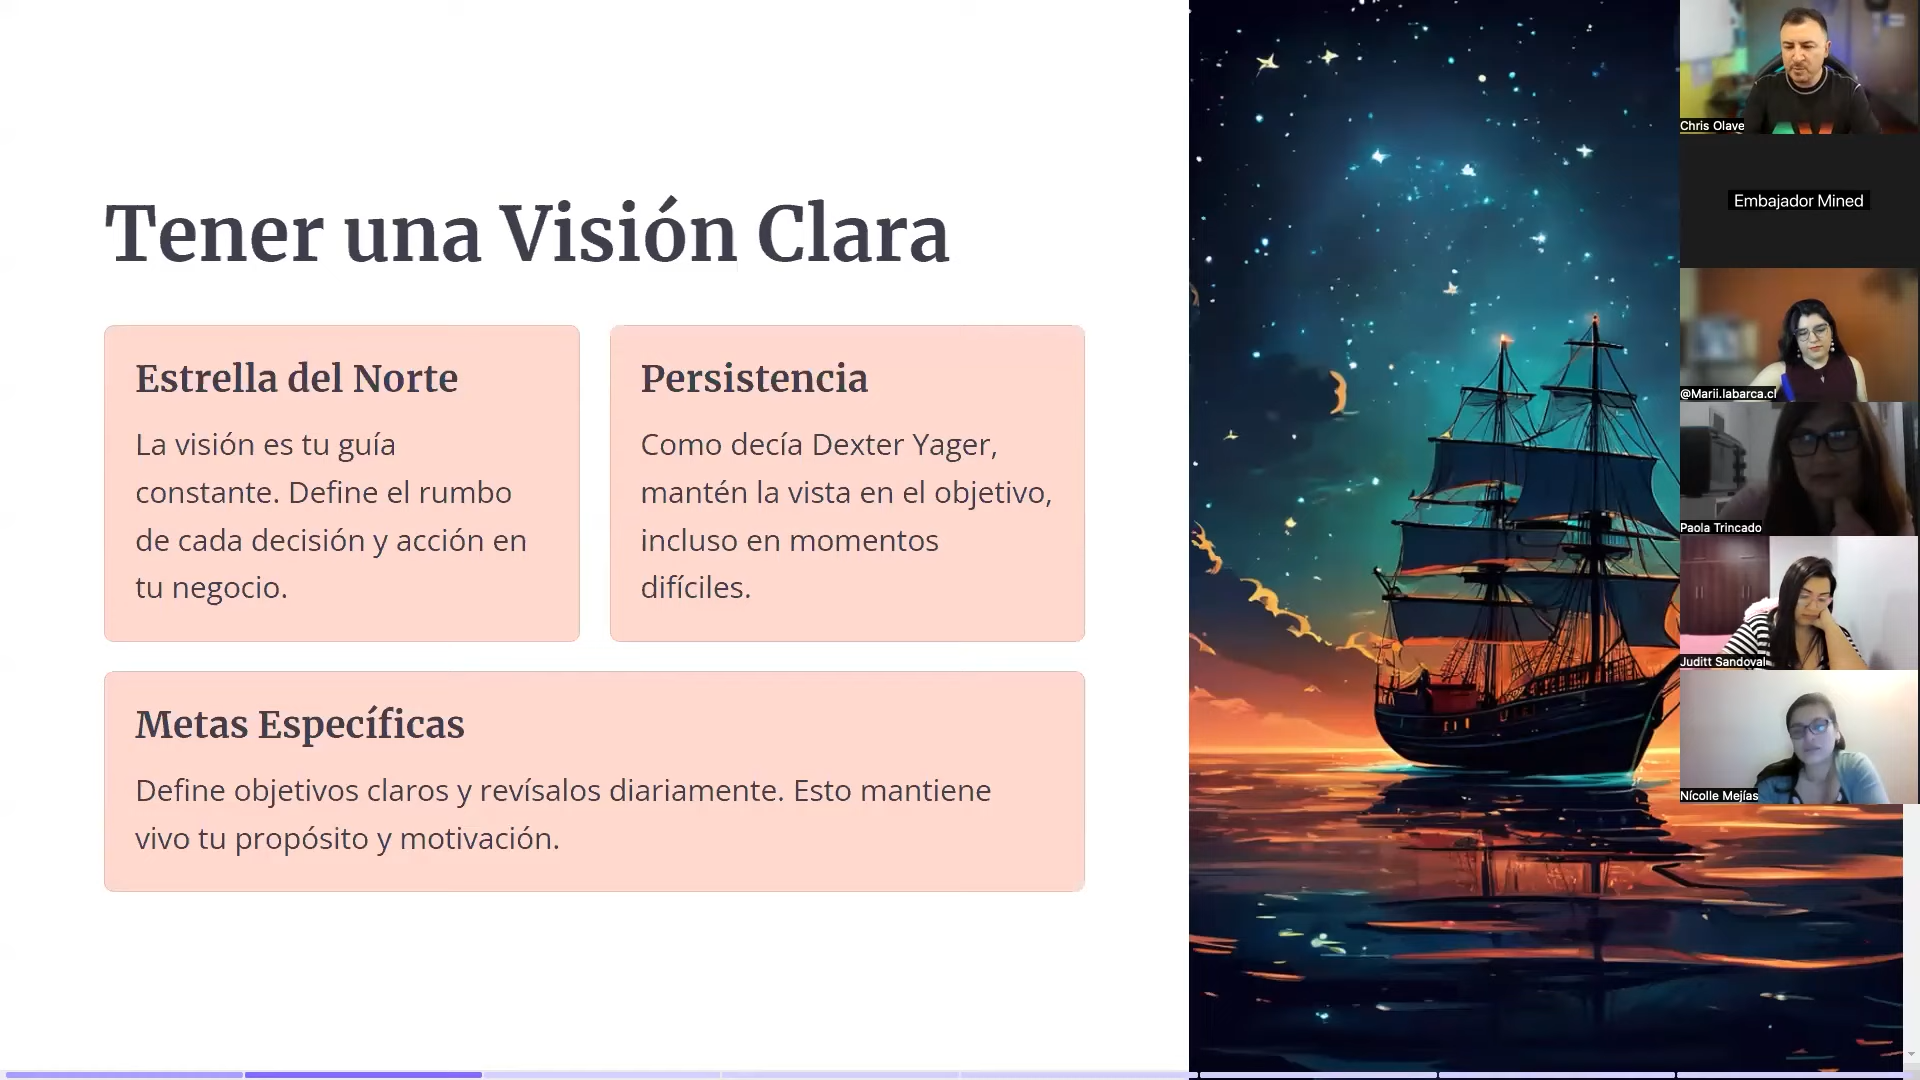 Tener una Visión Clara
Estrella del Norte
La visión es tu guía
constante. Define el rumbo
de cada decisión y acción en
tu negocio.
Persistencia
Como decía Dexter Yager,
mantén la vista en el objetivo,
incluso en momentos
difíciles.
Metas Específicas
Define objetivos claros y revísalos diariamente. Esto mantiene
vivo tu propósito y motivación.
Chris Olave
Embajador Mined
@Marii.labarca.cl
Paola Trincado
Juditt Sandoval
Nícolle Mejías